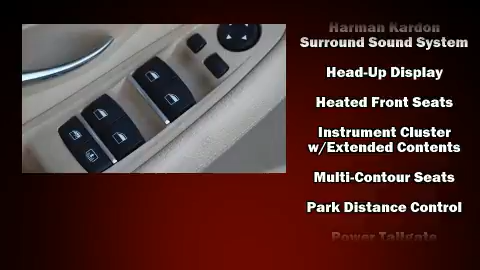 Harman Kardon
Surround Sound System
Head-Up Display
Heated Front Seats
Instrument Cluster
w/Extended Contents
Multi-Contour Seats
Park Distance Control
Power Tailgate